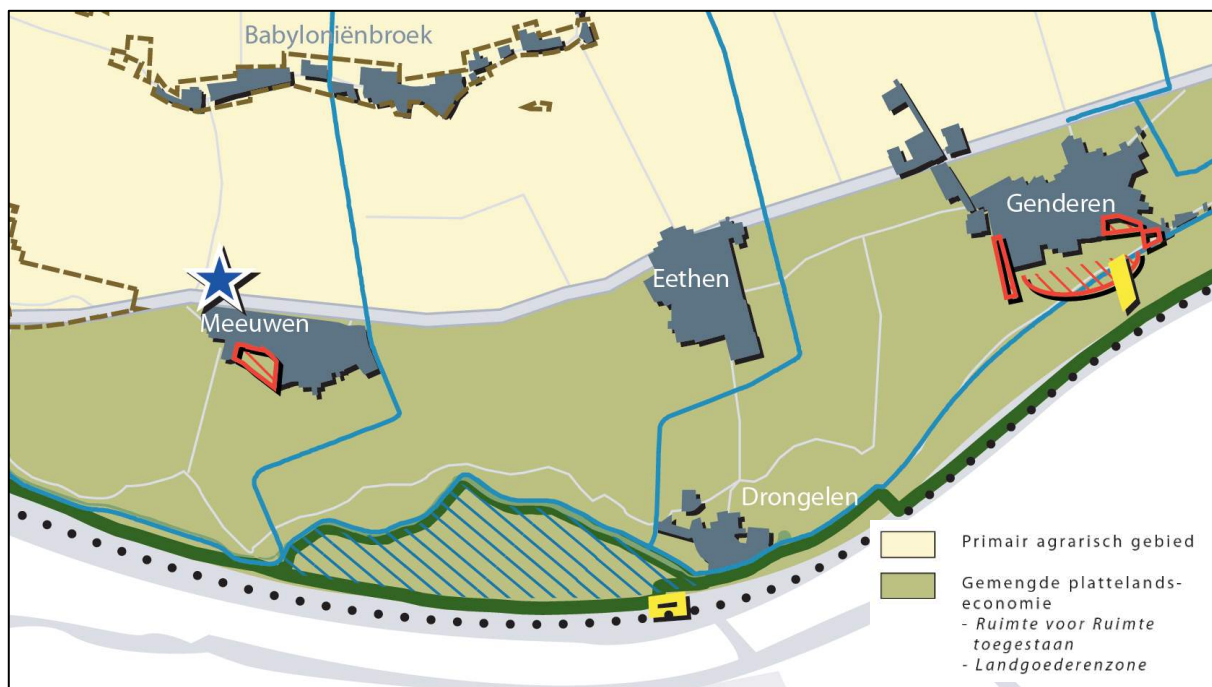 Babyloniënbroek
Genderen
Eethen
Meeuwen
Drongelen
Primair agrarisch gebied
Gemengde plattelands-
economie
- Ruimte voor Ruimte
toegestaan
- Landgoederenzone